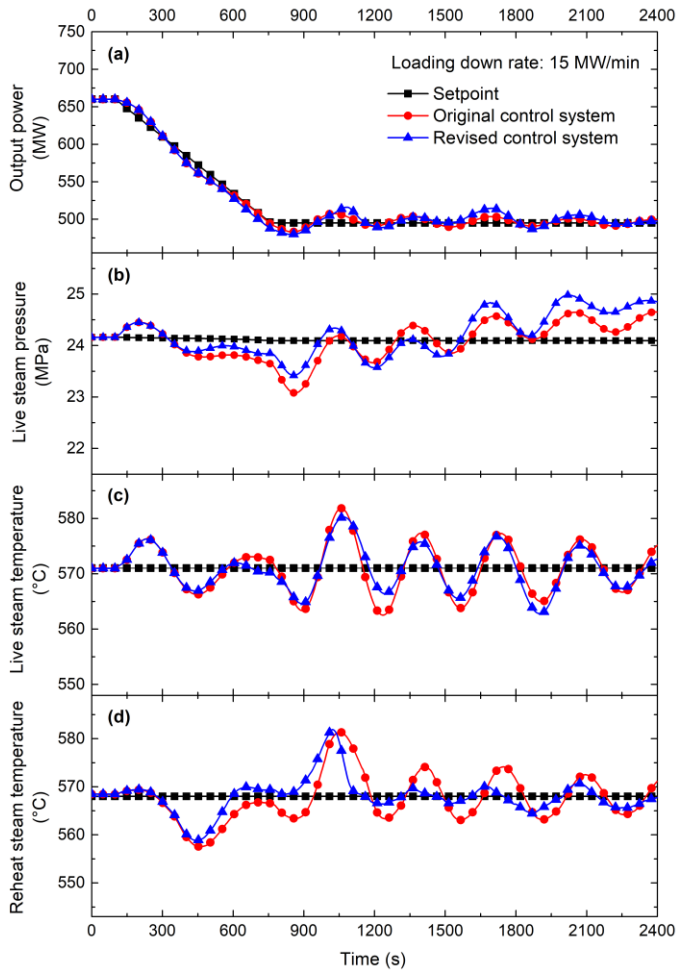 0 300 600 900 1200 1500 1800 2100 2400
750
700
650
600
550
500
Output power
(MW)
(a)
Loading down rate: 15 MW/min
Setpoint
Original control system
Revised control system
25
24
23
22
Live steam pressure
(MPa)
(b)
580
570
560
550
Live steam temperature
(°C)
(c)
580
570
560
550
Reheat steam temperature
(°C)
(d)
0 300 600 900 1200 1500 1800 2100 2400
Time (s)